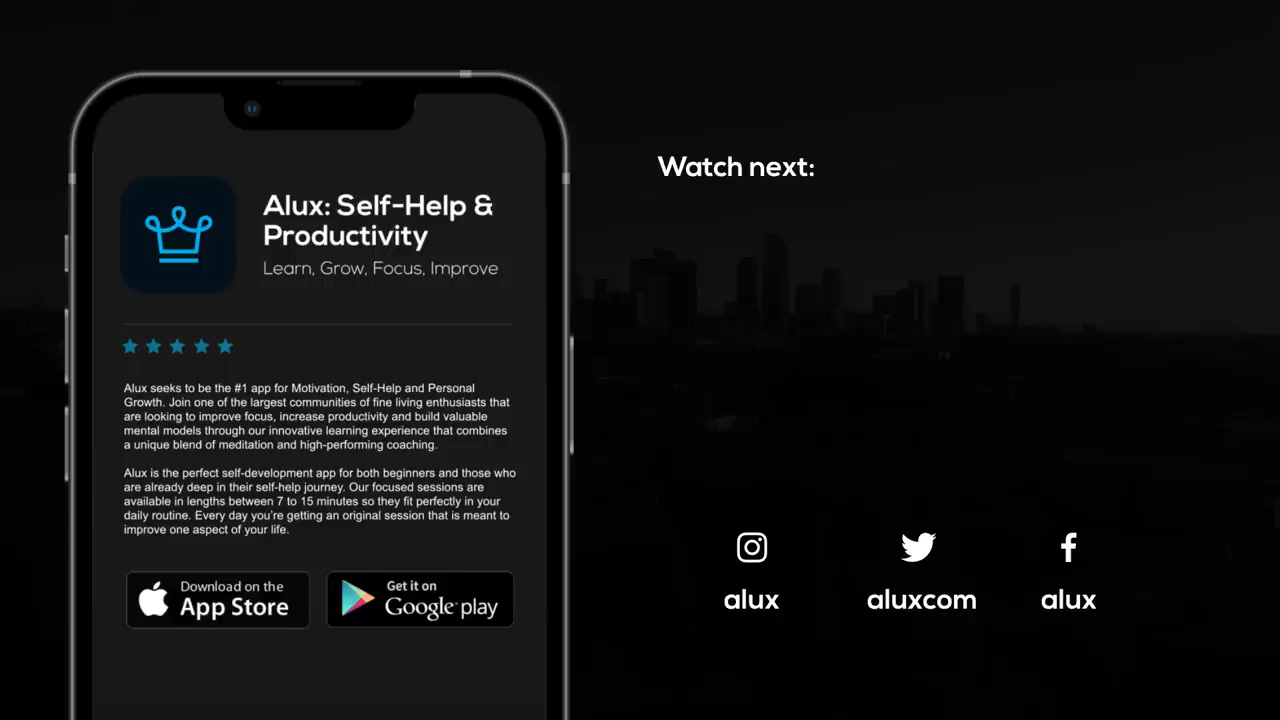 Alux: Self-Help &
Productivity
Learn, Grow, Focus, Improve
Alux seeks to be the #1 app for Motivation, Self-Help and Personal
Growth. Join one of the largest communities of fine living enthusiasts that
are looking to improve focus, increase productivity and build valuable
mental models through our innovative learning experience that combines
a unique blend of meditation and high-performing coaching.
Alux is the perfect self-development app for both beginners and those who
are already deep in their self-help journey. Our focused sessions are
available in lengths between 7 to 15 minutes so they fit perfectly in your
daily routine. Every day you're getting an original session that is meant to
improve one aspect of your life.
Download on the
App Store
Get it on
Google play
Watch next:
alux
aluxcom
alux